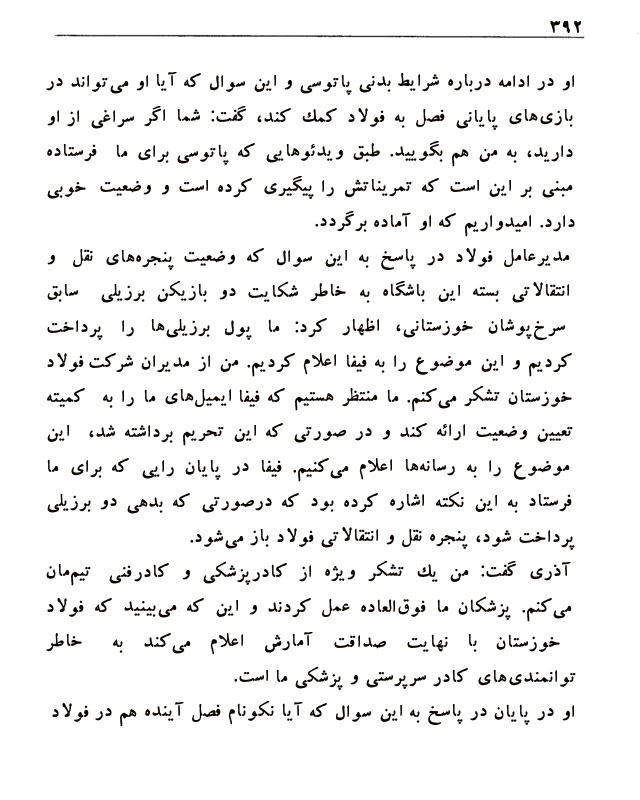 ۳۹۲
او در ادامه درباره شرایط بدنی پاتوسی و این سوال که آیا او می‌تواند در
بازی‌های پایانی فصل به فولاد کمك کند، گفت: شما اگر سراغی از او
دارید، به من هم بگویید. طبق ویدئوهایی که پاتوسی برای ما فرستاده
مبنی بر این است که تمریناتش را پیگیری کرده است و وضعیت خوبی
دارد. امیدواریم که او آماده برگردد.
مدیرعامل فولاد در پاسخ به این سوال که وضعیت پنجره‌های نقل و
انتقالاتی بسته این باشگاه به خاطر شکایت دو بازیکن برزیلی سابق
سرخ‌پوشان خوزستانی، اظهار کرد: ما پول برزیلی‌ها را پرداخت
کردیم و این موضوع را به فیفا اعلام کردیم. من از مدیران شرکت فولاد
خوزستان تشکر می‌کنم. ما منتظر هستیم که فیفا ایمیل‌های ما را به کمیته
تعیین وضعیت ارائه کند و در صورتی که این تحریم برداشته شد، این
موضوع را به رسانه‌ها اعلام می‌کنیم. فیفا در پایان رایی که برای ما
فرستاد به این نکته اشاره کرده بود که درصورتی که بدهی دو برزیلی
پرداخت شود، پنجره نقل و انتقالاتی فولاد باز می‌شود.
آذری گفت: من یك تشکر ویژه از کادرپزشکی و کادرفنی تیم‌مان
می‌کنم. پزشکان ما فوق‌العاده عمل کردند و این که می‌بینید که فولاد
خوزستان با نهایت صداقت آمارش اعلام می‌کند به خاطر
توانمندی‌های کادر سرپرستی و پزشکی ما است.
او در پایان در پاسخ به این سوال که آیا نکونام فصل آینده هم در فولاد